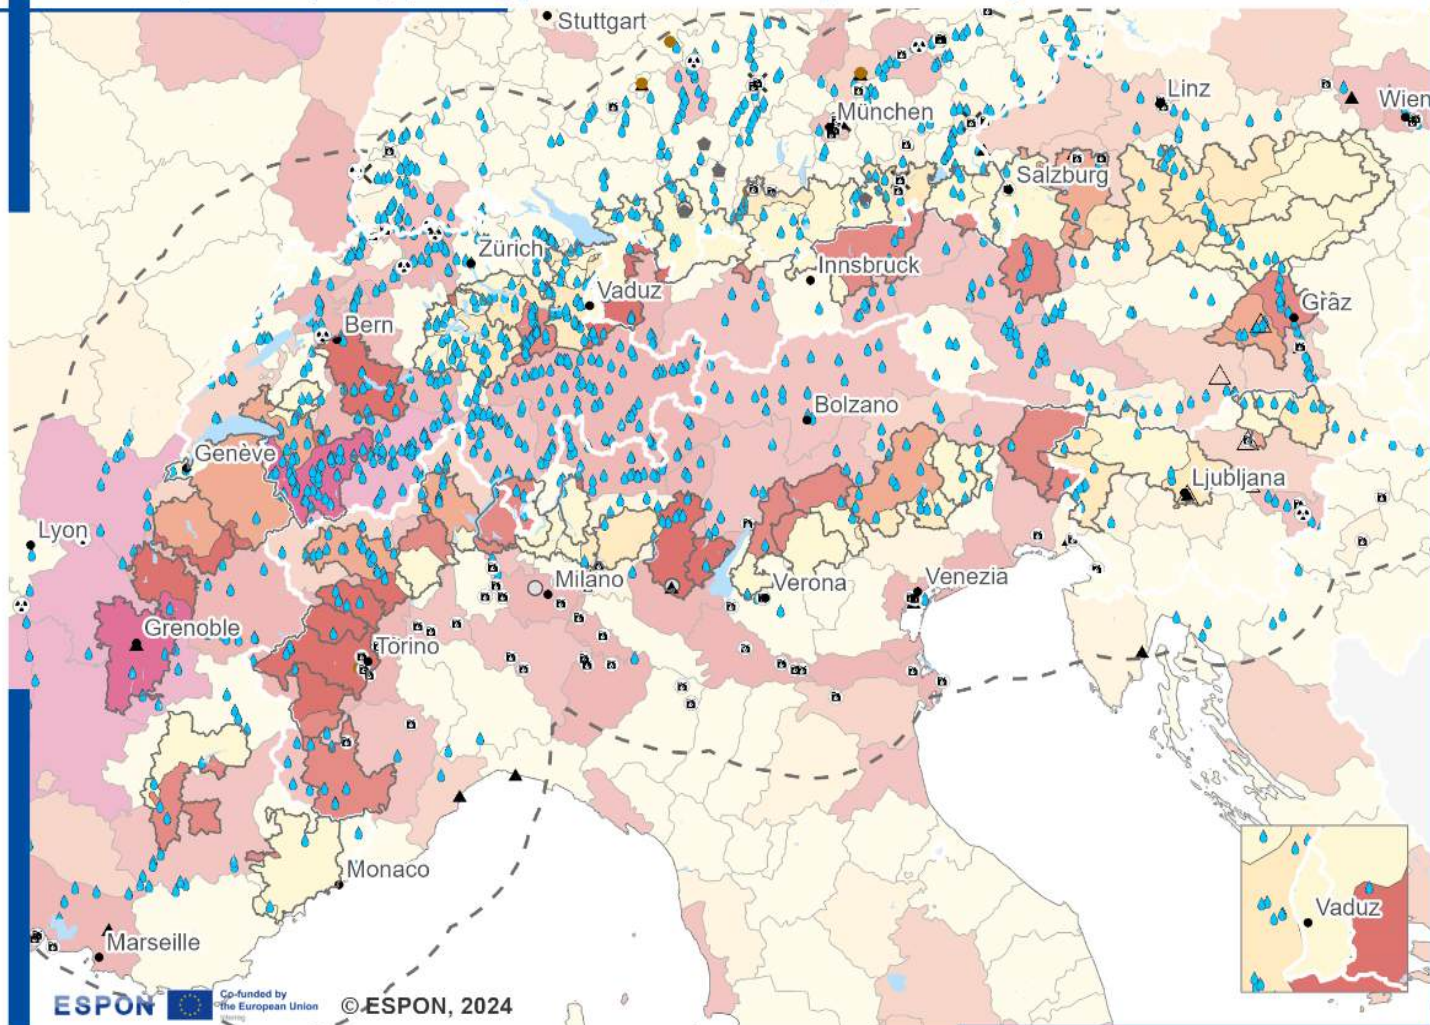 Stuttgart
Linz
Wien
München
Salzburg
Zürich
Innsbruck
Vaduz
Graz
Bern
Bolzano
Genève
Ljubljana
Lyon
Milano
Verona
Venezia
Grenoble
Torino
Monaco
Vaduz
Marseille
ESPON
Co-funded by
the European Union
Interreg
© ESPON, 2024